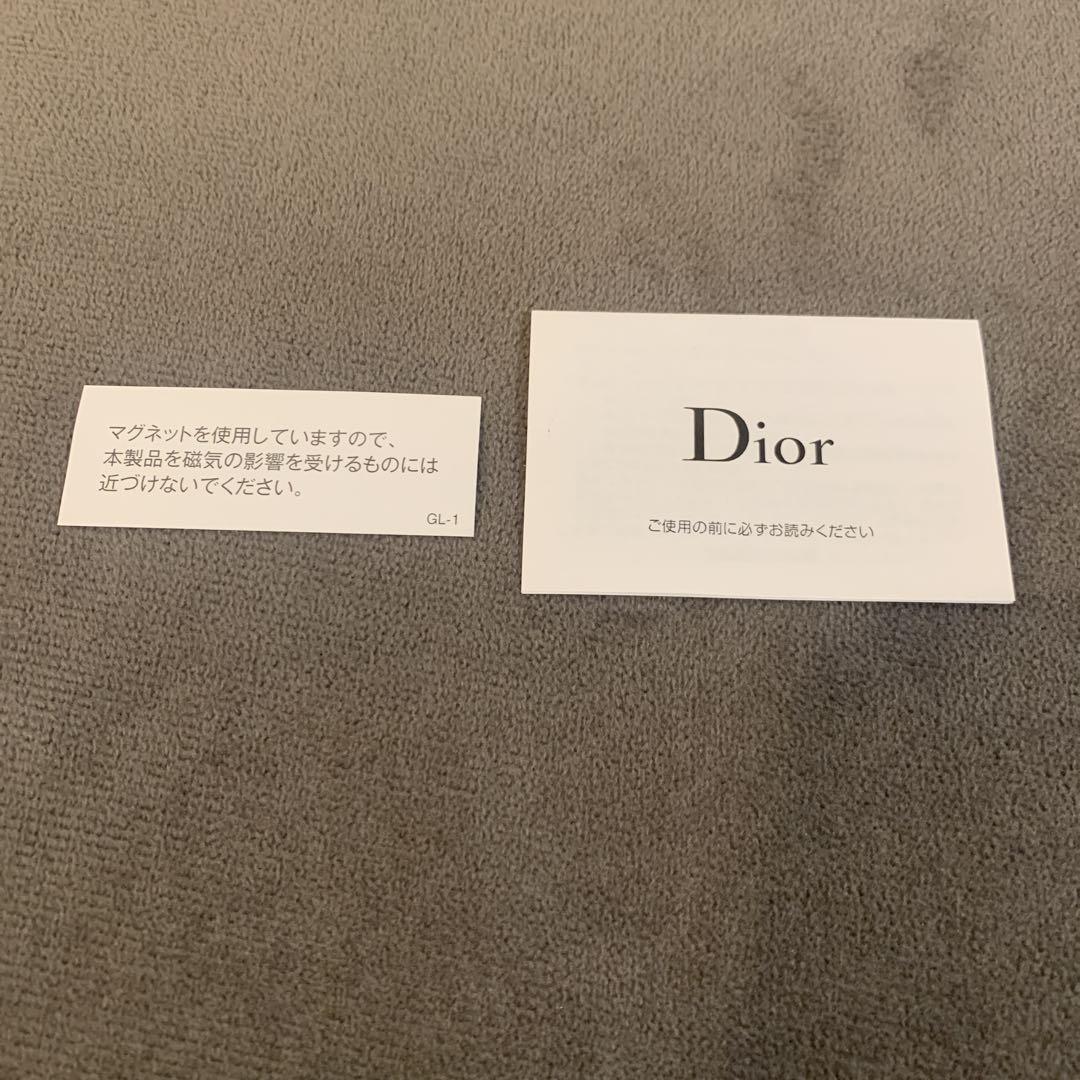 マグネットを使用していますので、
本製品を磁気の影響を受けるものには
近づけないでください。
GL-1
Dior
ご使用の前に必ずお読みください